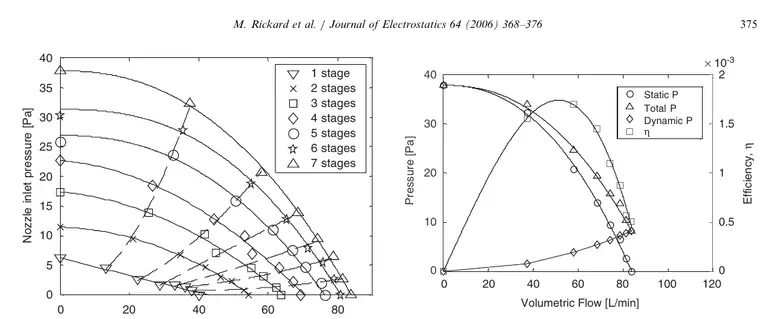 M. Rickard et al. / Journal of Electrostatics 64 (2006) 368–376
375
Nozzle inlet pressure [Pa]
40
35
30
25
20
15
10
5
0
0 20 40 60 80
1 stage
2 stages
3 stages
4 stages
5 stages
6 stages
7 stages
Pressure [Pa]
40
30
20
10
0
0 20 40 60 80 100 120
Volumetric Flow [L/min]
Static P
Total P
Dynamic P
η
× 10⁻³
2
1.5
1
0.5
0
Efficiency, η